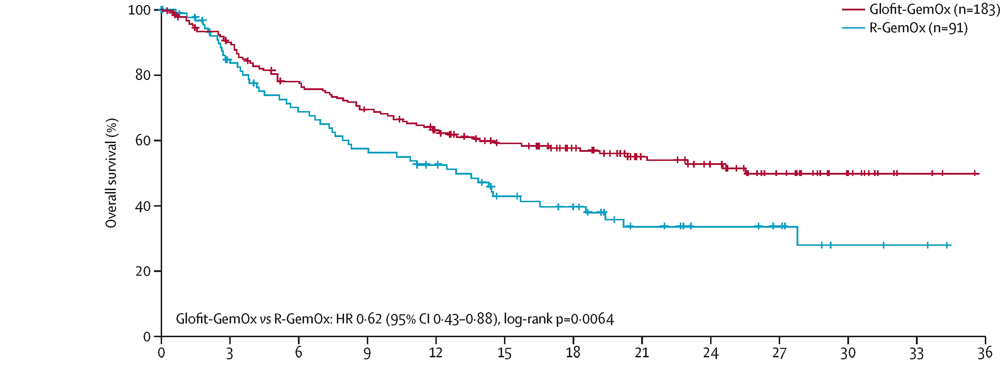 Glofit-GemOx (n=183)
R-GemOx (n=91)
Overall survival (%)
100
80
60
40
20
0
Glofit-GemOx vs R-GemOx: HR 0·62 (95% CI 0·43–0·88), log-rank p=0·0064
0 3 6 9 12 15 18 21 24 27 30 33 36